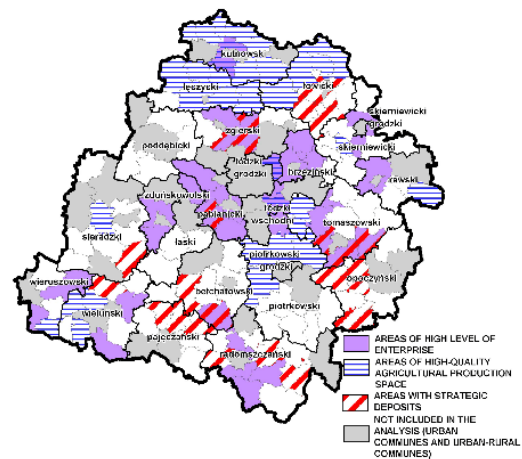 kutnowski
łęczycki
łowicki
skierniewicki
grodzki
zgierski
poddębicki
skierniewicki
łódzki
grodzki
brzeziński
rawski
zduńskowolski
pabianicki
łódzki
wschodni
tomaszowski
sieradzki
łaski
piotrkowski
grodzki
opoczyński
wieruszowski
bełchatowski
piotrkowski
wieluński
pajęczański
radomszczański
AREAS OF HIGH LEVEL OF
ENTERPRISE
AREAS OF HIGH-QUALITY
AGRICULTURAL PRODUCTION
SPACE
AREAS WITH STRATEGIC
DEPOSITS
NOT INCLUDED IN THE
ANALYSIS (URBAN
COMMUNES AND URBAN-RURAL
COMMUNES)